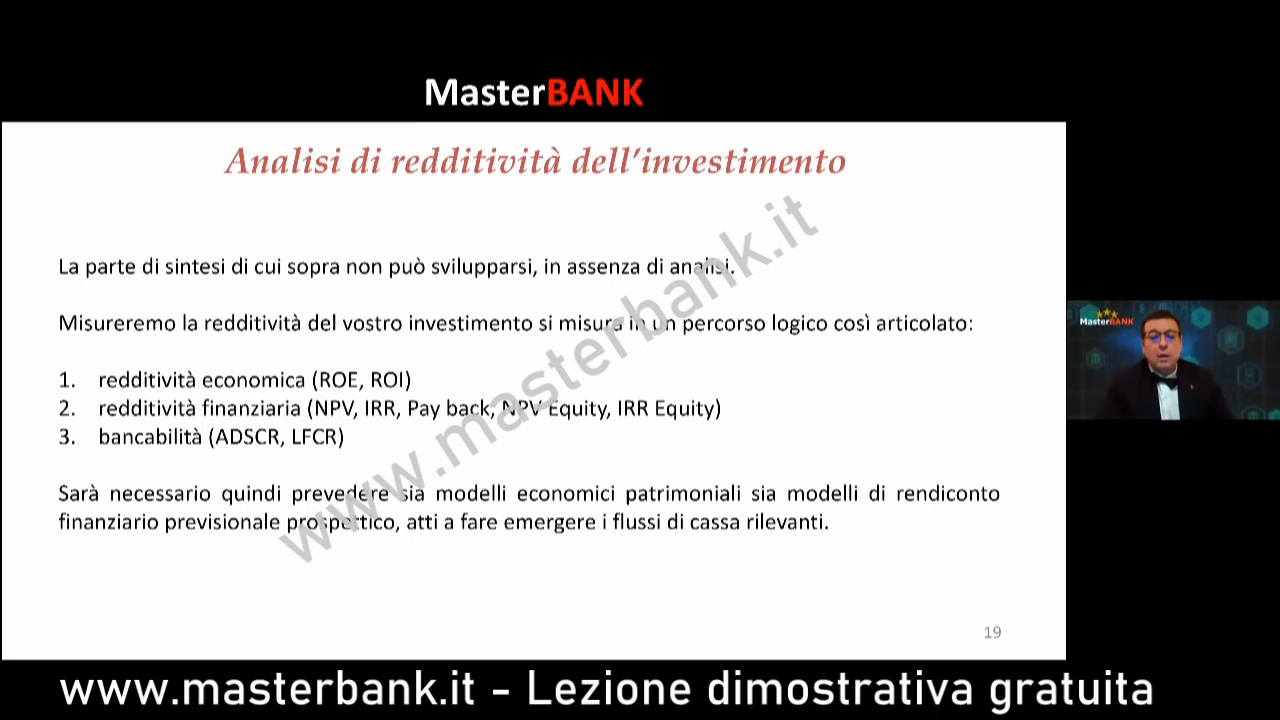 MasterBANK
Analisi di redditività dell'investimento
La parte di sintesi di cui sopra non può svilupparsi, in assenza di analisi.
Misureremo la redditività del vostro investimento si misura in un percorso logico così articolato:
1. redditività economica (ROE, ROI)
2. redditività finanziaria (NPV, IRR, Pay back, NPV Equity, IRR Equity)
3. bancabilità (ADSCR, LFCR)
Sarà necessario quindi prevedere sia modelli economici patrimoniali sia modelli di rendiconto
finanziario previsionale prospettico, atti a fare emergere i flussi di cassa rilevanti.
www.masterbank.it
19
MasterBANK
www.masterbank.it - Lezione dimostrativa gratuita